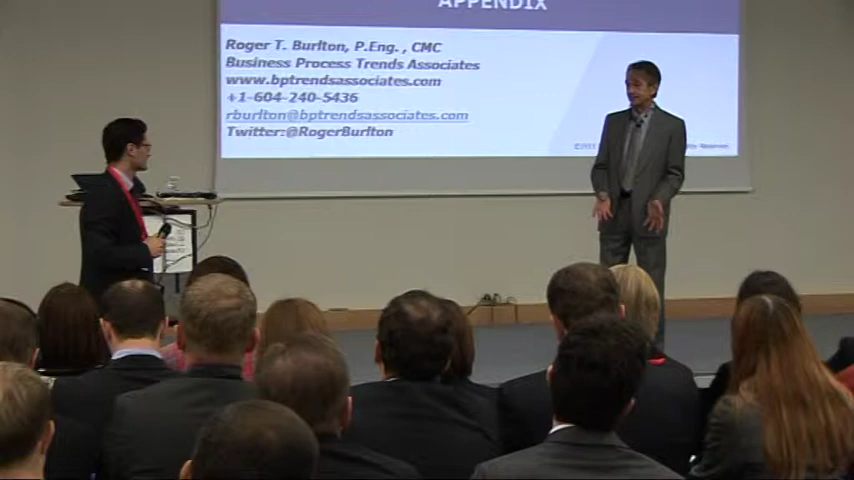 APPENDIX
Roger T. Burlton, P.Eng. , CMC
Business Process Trends Associates
www.bptrendsassociates.com
+1-604-240-5436
rburlton@bptrendsassociates.com
Twitter:@RogerBurlton